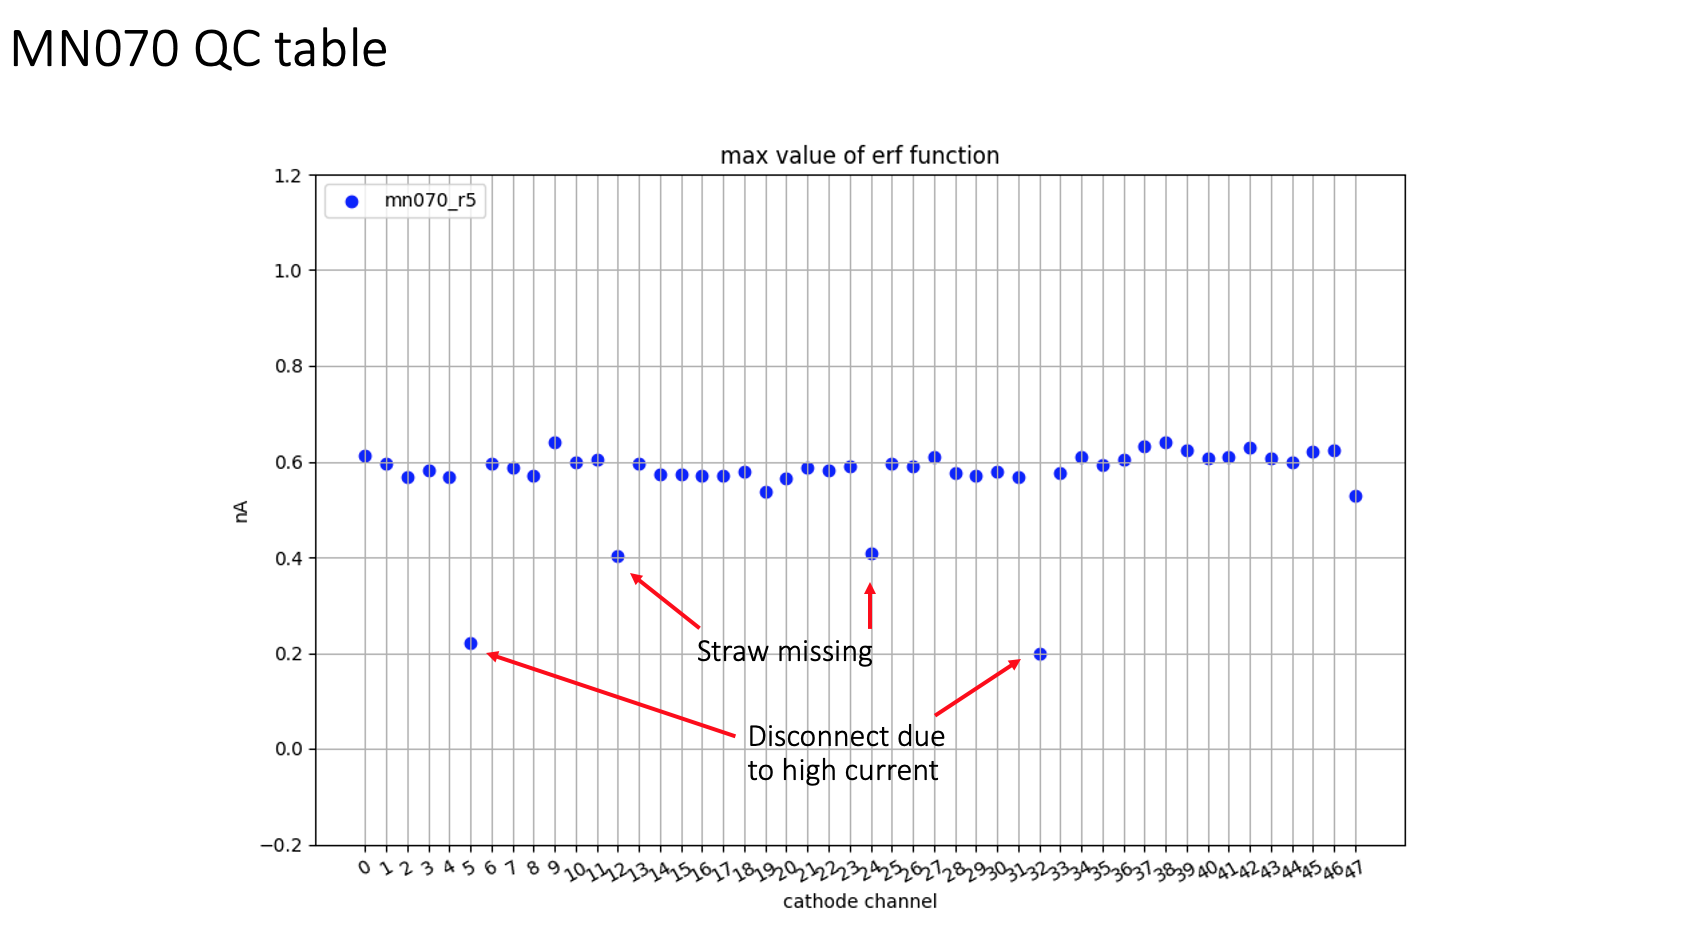 MN070 QC table
max value of erf function
mn070_r5
1.2
1.0
0.8
0.6
0.4
0.2
0.0
−0.2
nA
Straw missing
Disconnect due
to high current
0 1 2 3 4 5 6 7 8 9 10 11 12 13 14 15 16 17 18 19 20 21 22 23 24 25 26 27 28 29 30 31 32 33 34 35 36 37 38 39 40 41 42 43 44 45 46 47
cathode channel